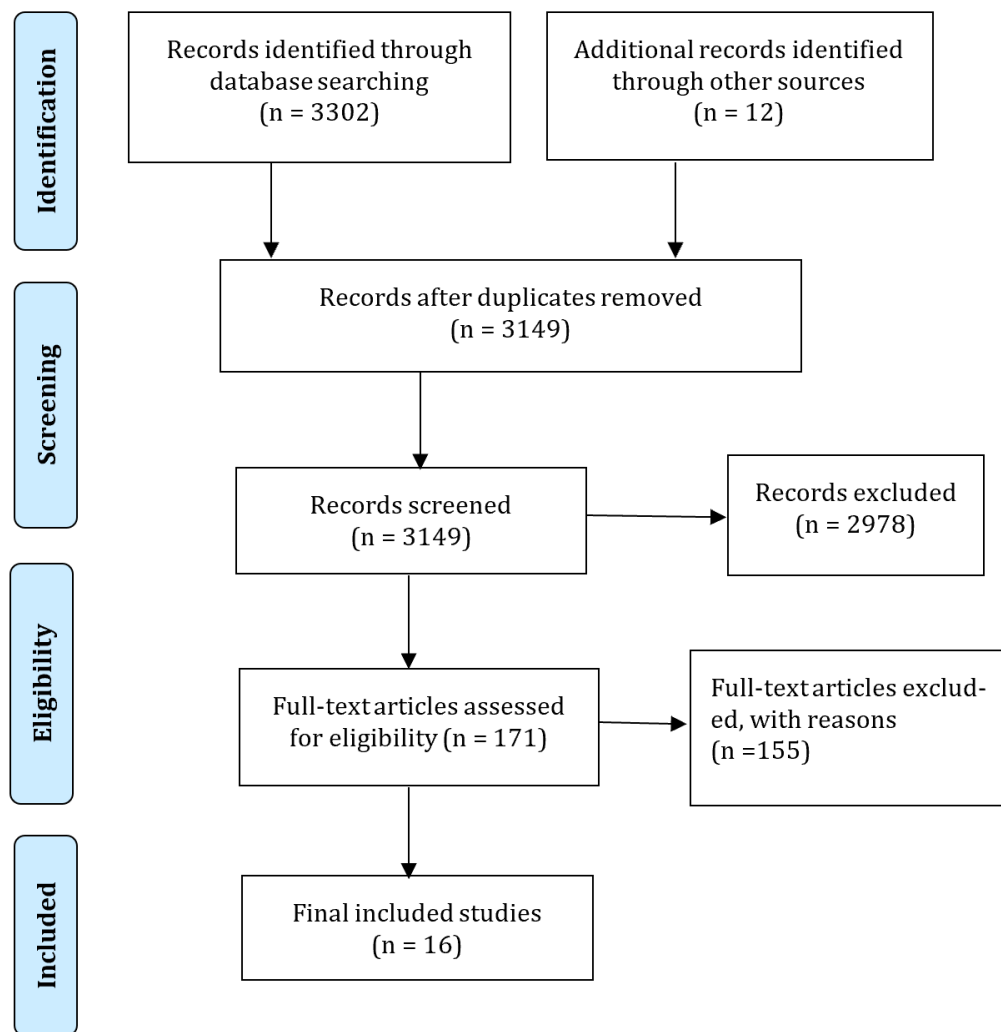 Identification
Records identified through
database searching
(n = 3302)
Additional records identified
through other sources
(n = 12)
Screening
Records after duplicates removed
(n = 3149)
Records screened
(n = 3149)
Records excluded
(n = 2978)
Eligibility
Full-text articles assessed
for eligibility (n = 171)
Full-text articles exclud-
ed, with reasons
(n =155)
Included
Final included studies
(n = 16)